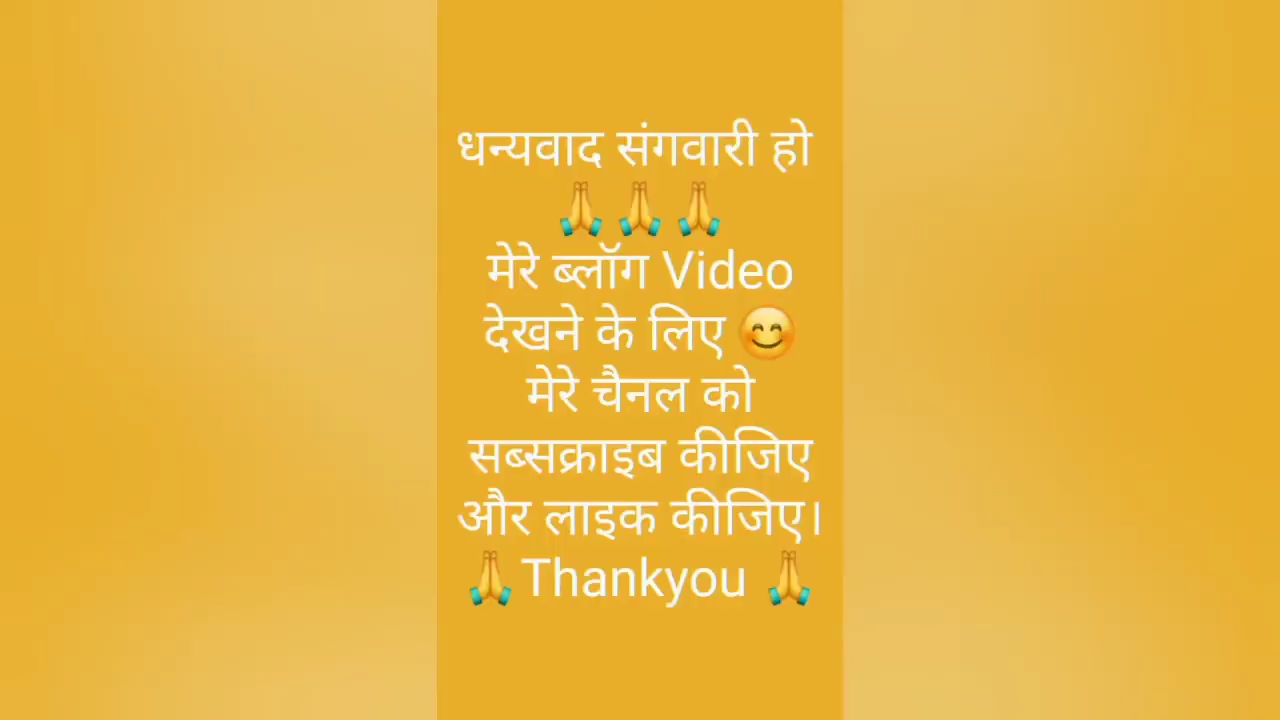 धन्यवाद संगवारी हो
🙏 🙏 🙏
मेरे ब्लॉग Video
देखने के लिए 😊
मेरे चैनल को
सब्सक्राइब कीजिए
और लाइक कीजिए।
🙏 Thankyou 🙏